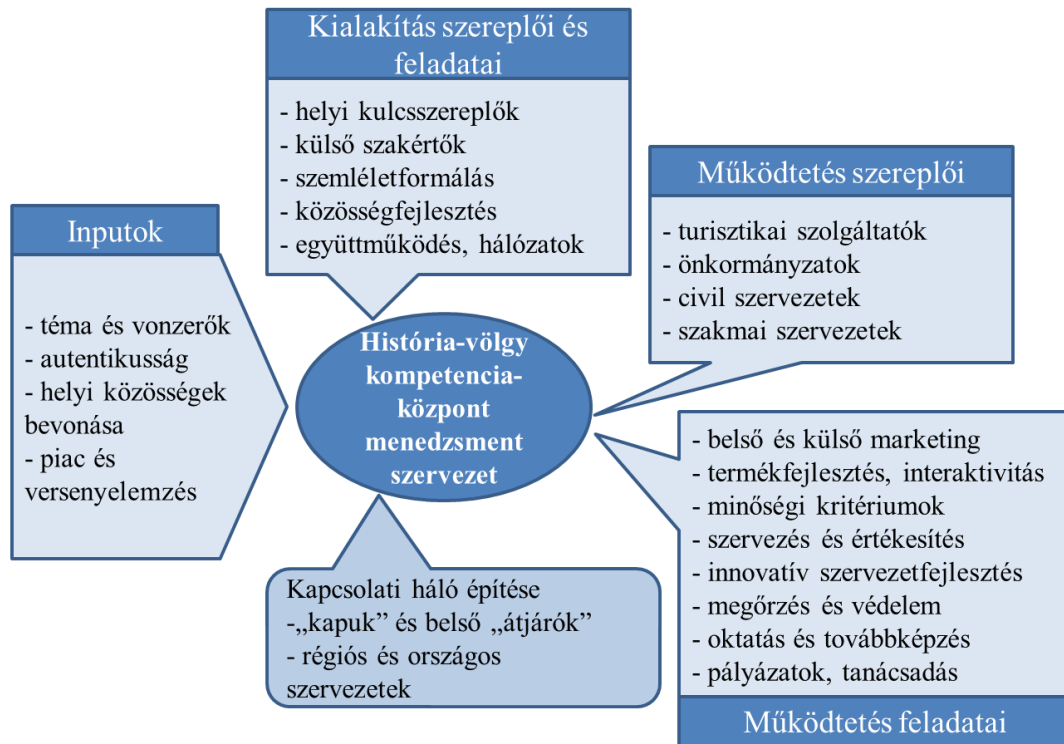 Kialakítás szereplői és
feladatai
- helyi kulcsszereplők
- külső szakértők
- szemléletformálás
- közösségfejlesztés
- együttműködés, hálózatok
Működtetés szereplői
- turisztikai szolgáltatók
- önkormányzatok
- civil szervezetek
- szakmai szervezetek
Inputok
- téma és vonzerők
- autentikusság
- helyi közösségek
bevonása
- piac és
versenyelemzés
História-völgy
kompetencia-
központ
menedzsment
szervezet
- belső és külső marketing
- termékfejlesztés, interaktivitás
- minőségi kritériumok
- szervezés és értékesítés
- innovatív szervezetfejlesztés
- megőrzés és védelem
- oktatás és továbbképzés
- pályázatok, tanácsadás
Működtetés feladatai
Kapcsolati háló építése
-„kapuk” és belső „átjárók”
- régiós és országos
szervezetek